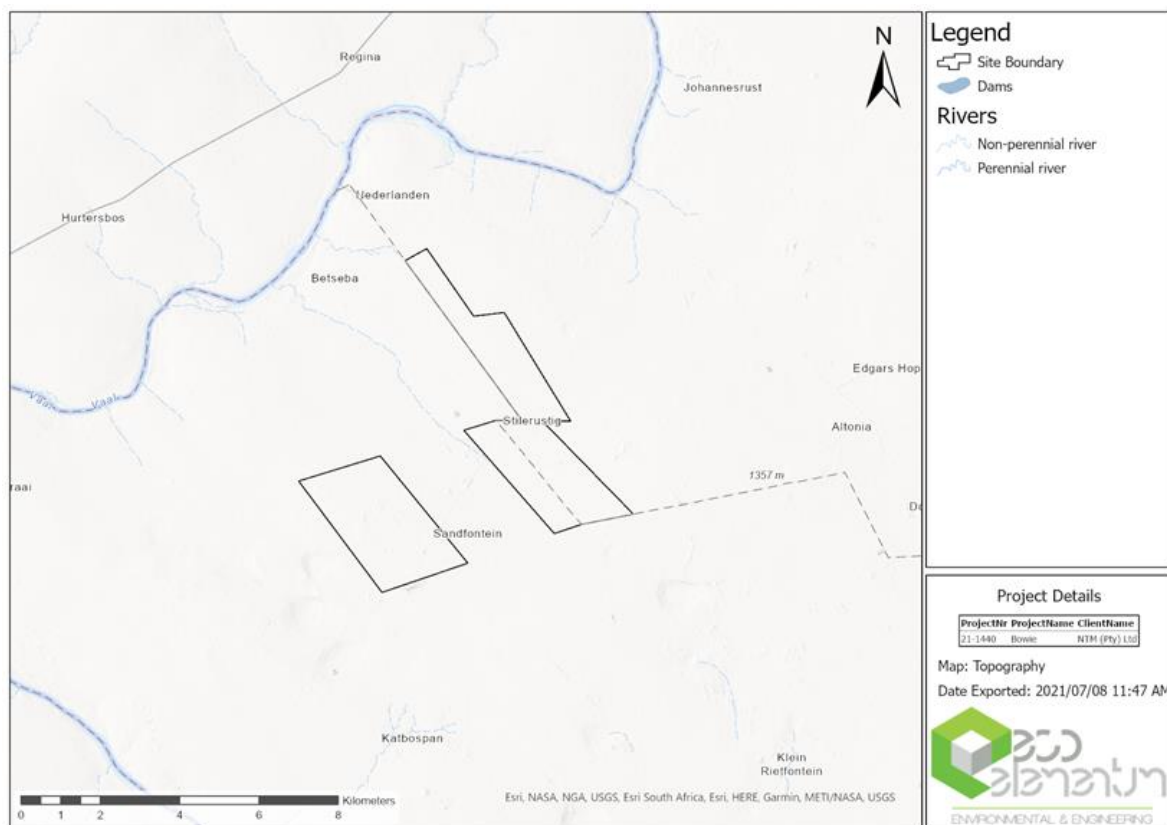 Regina
Johannesrust
Nederlanden
Hurtersbos
Betseba
Edgars Hop
Stilerustig
Altonia
Vaal
Vaal
1357 m
raai
Sandfontein
Katbospan
Klein
Rietfontein
0 1 2 4 6 8 Kilometers
Esri, NASA, NGA, USGS, Esri South Africa, Esri, HERE, Garmin, METI/NASA, USGS
N
Legend
Site Boundary
Dams
Rivers
Non-perennial river
Perennial river
Project Details
ProjectNr ProjectName ClientName
21-1440 Bowie NTM (Pty) Ltd
Map: Topography
Date Exported: 2021/07/08 11:47 AM
eco
elementum
ENVIRONMENTAL & ENGINEERING